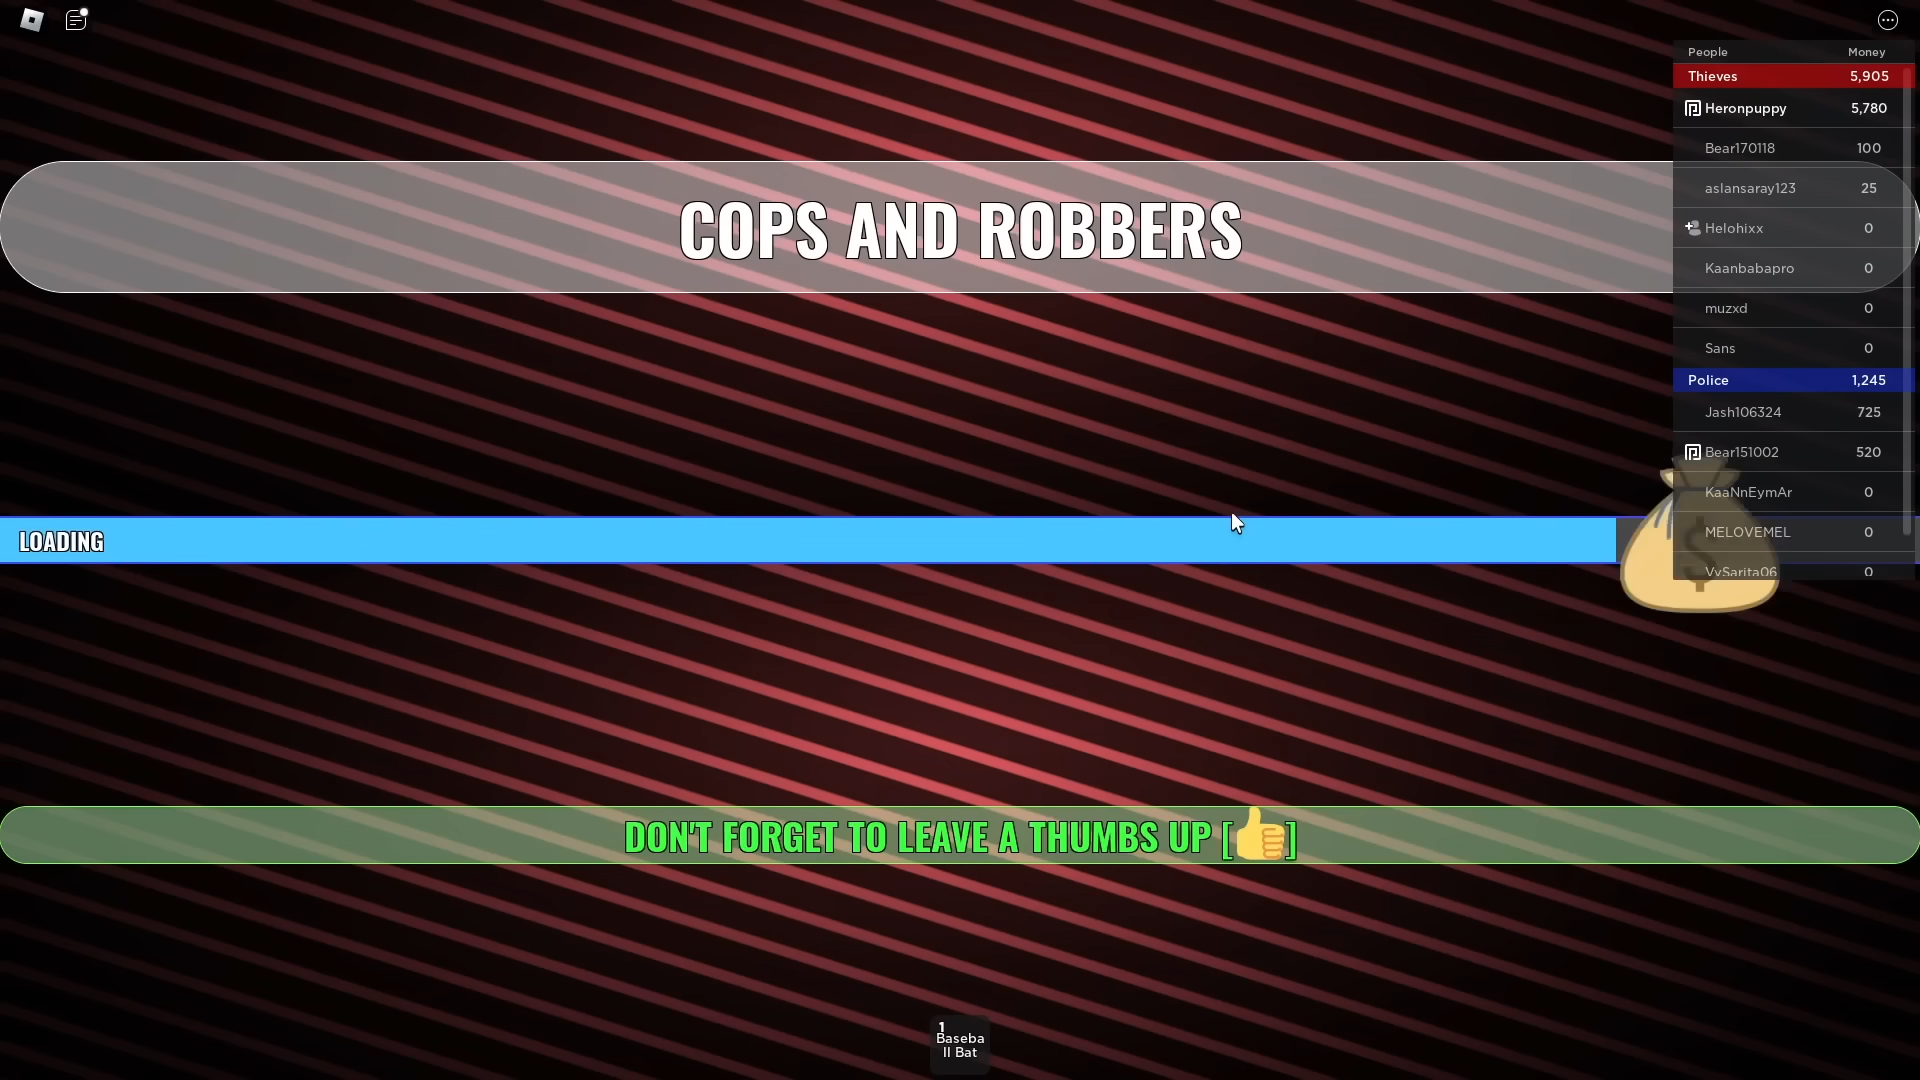 People Money
Thieves 5,905
Heronpuppy 5,780
Bear170118 100
aslansaray123 25
COPS AND ROBBERS
Helohixx 0
Kaanbabapro 0
muzxd 0
Sans 0
Police 1,245
Jash106324 725
Bear151002 520
KaaNnEymAr 0
MELOVEMEL 0
LOADING
$
VvSarita06 0
DON'T FORGET TO LEAVE A THUMBS UP [👍]
1
Baseba
ll Bat